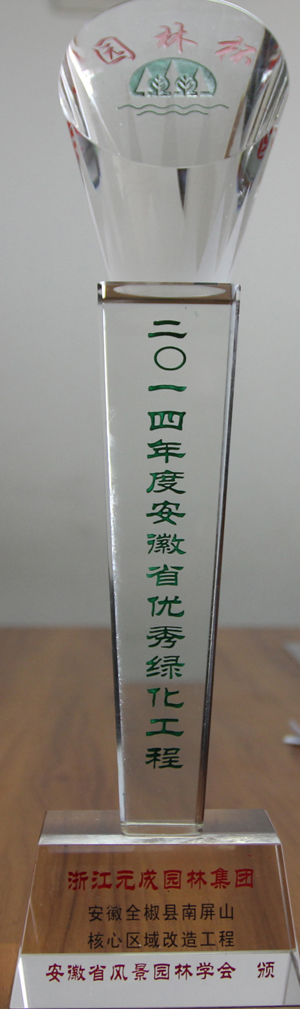 园林
二〇一四年度安徽省优秀绿化工程
浙江元成园林集团
安徽全椒县南屏山
核心区域改造工程
安徽省风景园林学会 颁